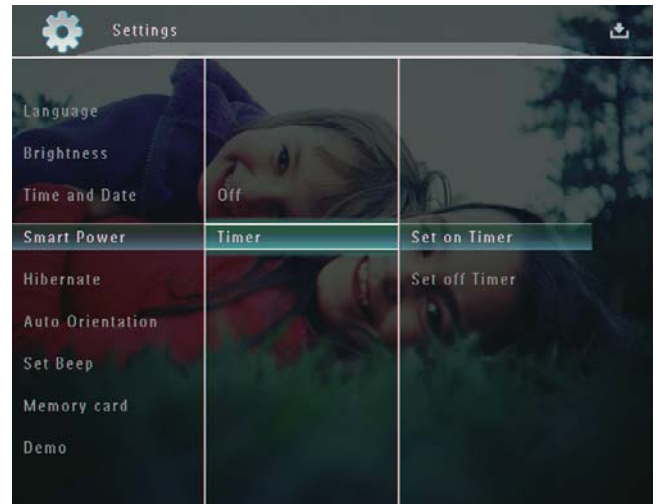 Settings
Language
Brightness
Time and Date
Off
Smart Power
Timer
Set on Timer
Hibernate
Set off Timer
Auto Orientation
Set Beep
Memory card
Demo